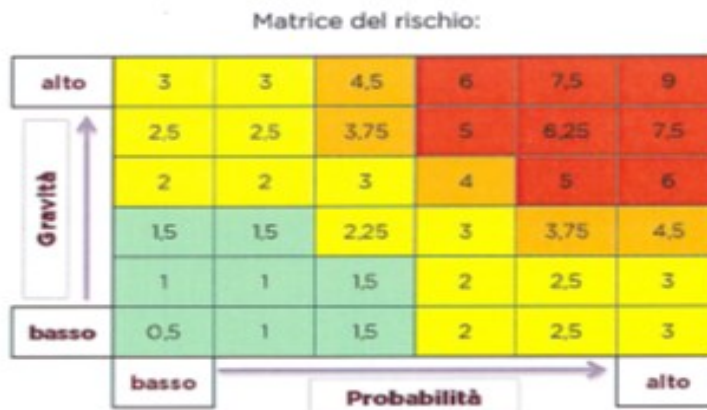 Matrice del rischio:
alto 3 3 4,5 6 7,5 9
2,5 2,5 3,75 5 6,25 7,5
Gravità
2 2 3 4 5 6
1,5 1,5 2,25 3 3,75 4,5
1 1 1,5 2 2,5 3
basso 0,5 1 1,5 2 2,5 3
basso Probabilità alto